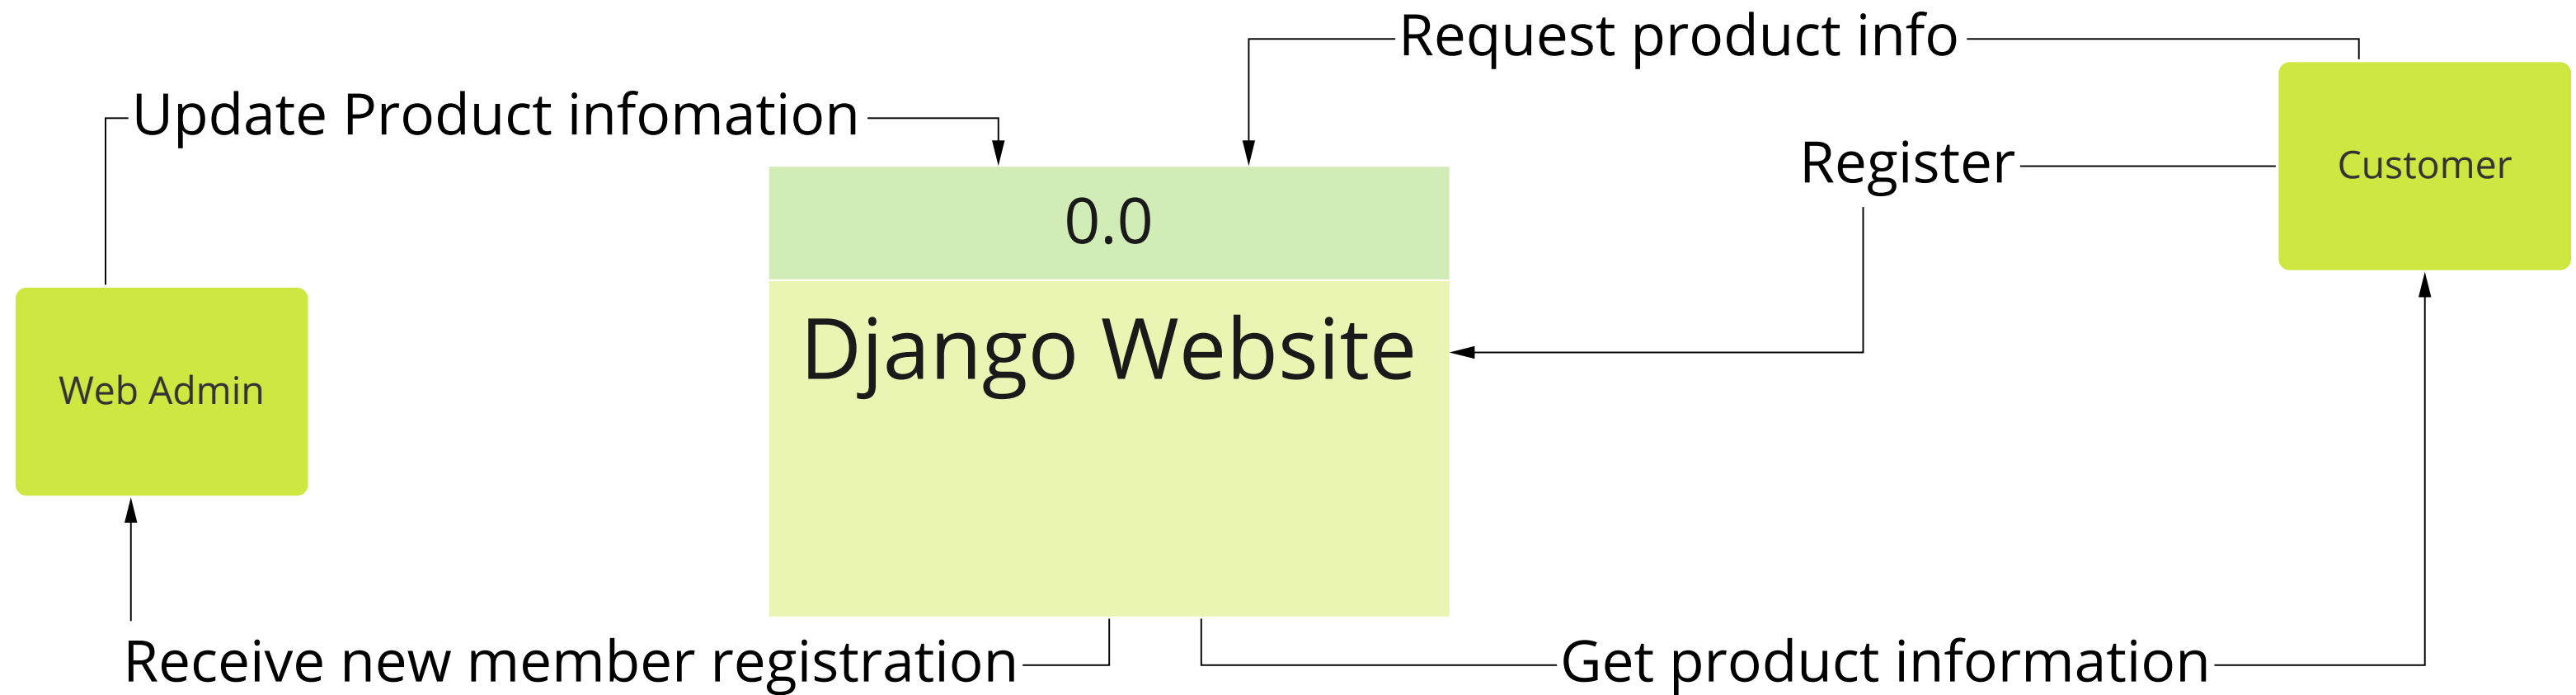 Request product info
Update Product infomation
Register
Customer
0.0
Django Website
Web Admin
Receive new member registration
Get product information